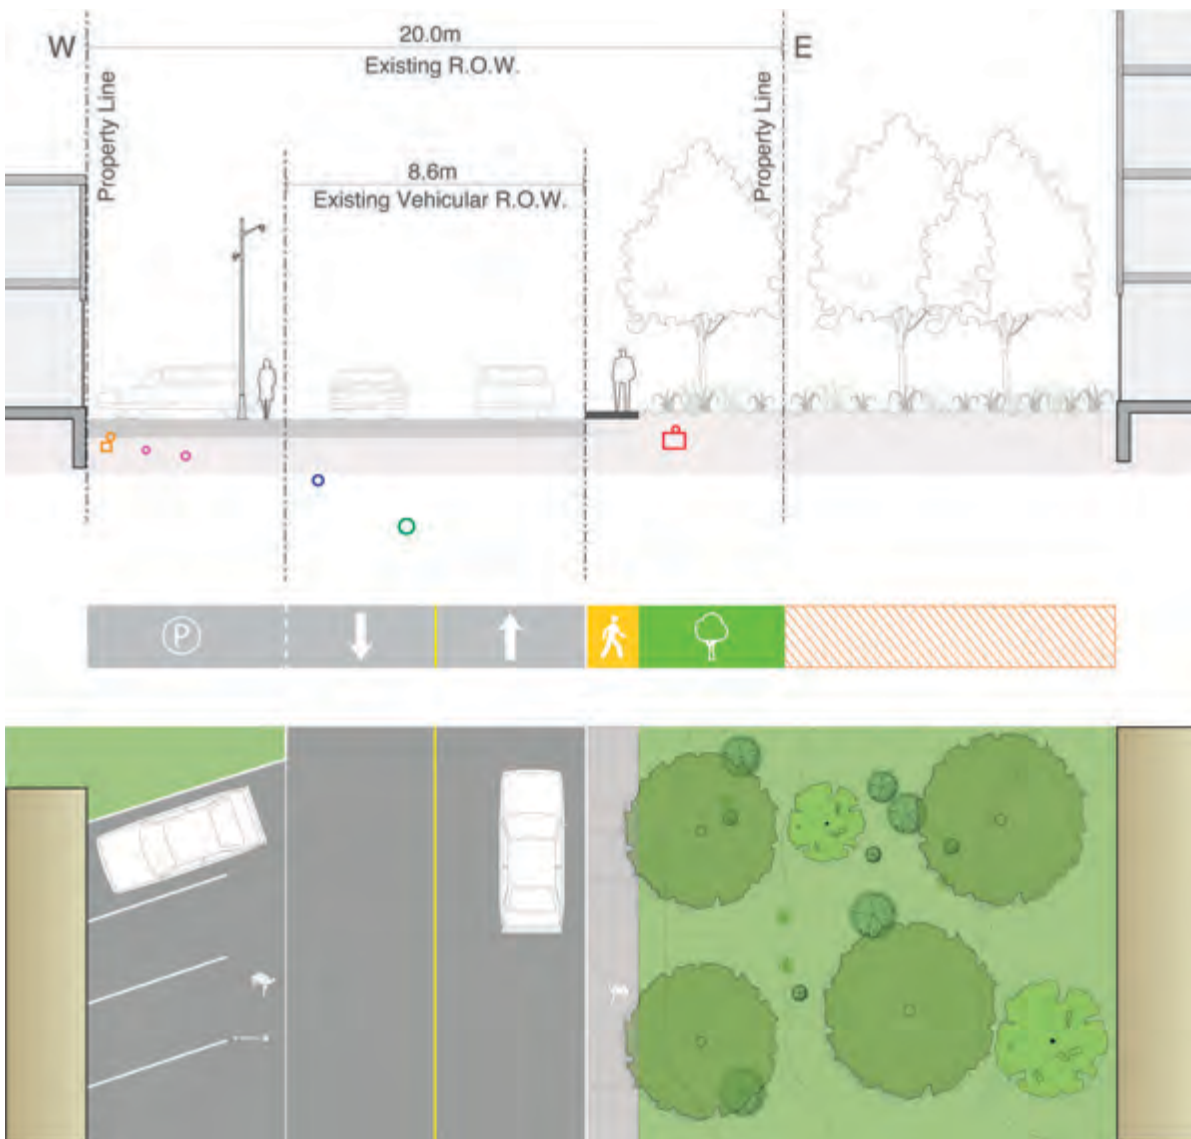 W
20.0m
E
Existing R.O.W.
Property Line
Property Line
8.6m
Existing Vehicular R.O.W.
P